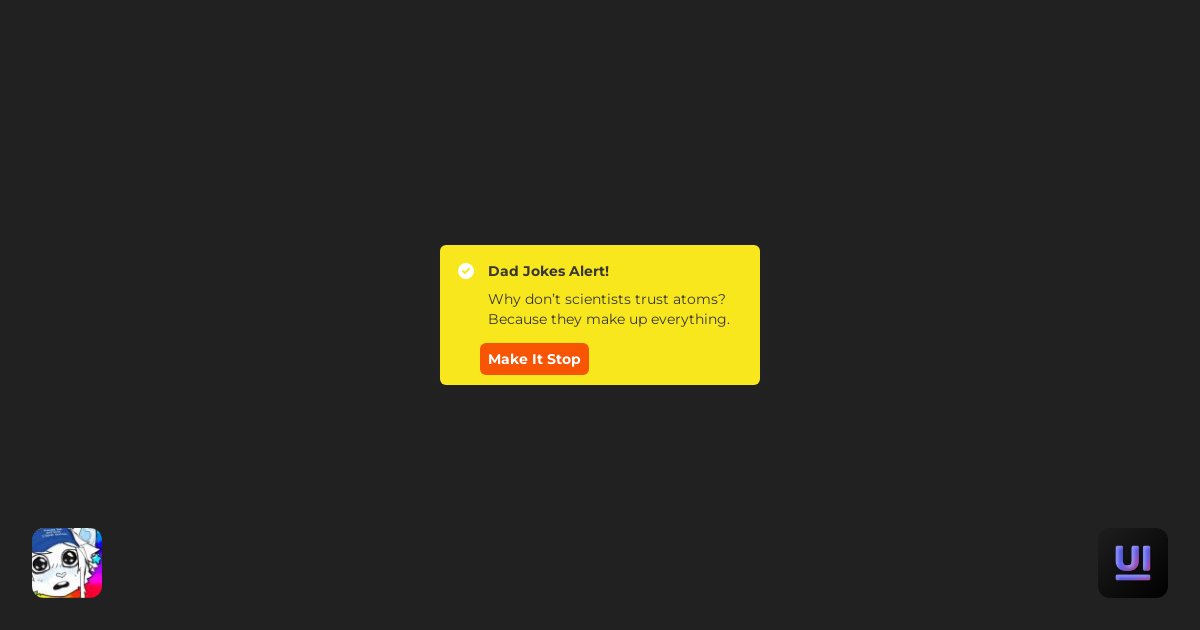 Dad Jokes Alert!
Why don’t scientists trust atoms?
Because they make up everything.
Make It Stop
UI